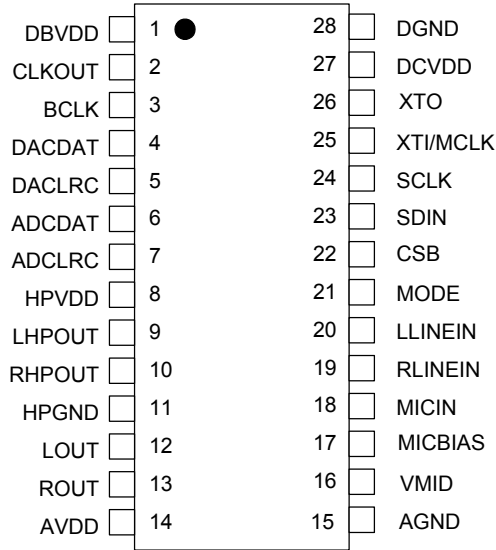 DBVDD 1 28 DGND
CLKOUT 2 27 DCVDD
BCLK 3 26 XTO
DACDAT 4 25 XTI/MCLK
DACLRC 5 24 SCLK
ADCDAT 6 23 SDIN
ADCLRC 7 22 CSB
HPVDD 8 21 MODE
LHPOUT 9 20 LLINEIN
RHPOUT 10 19 RLINEIN
HPGND 11 18 MICIN
LOUT 12 17 MICBIAS
ROUT 13 16 VMID
AVDD 14 15 AGND